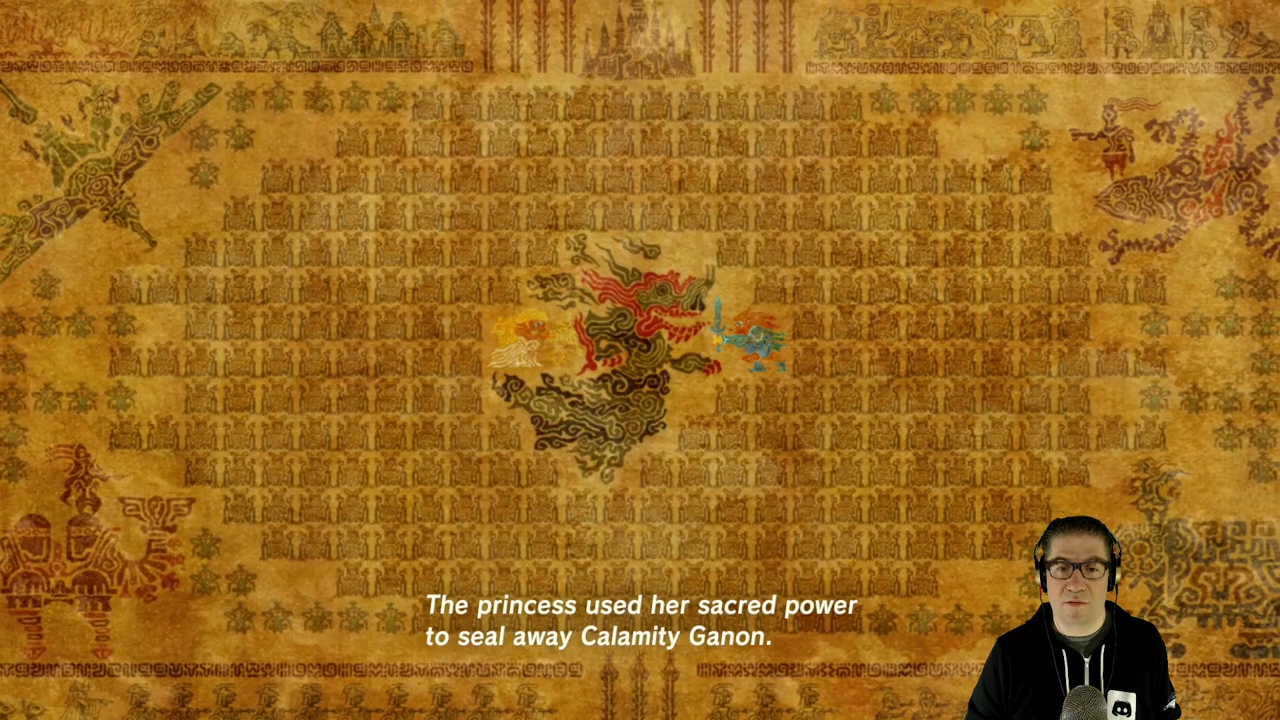 The princess used her sacred power
to seal away Calamity Ganon.